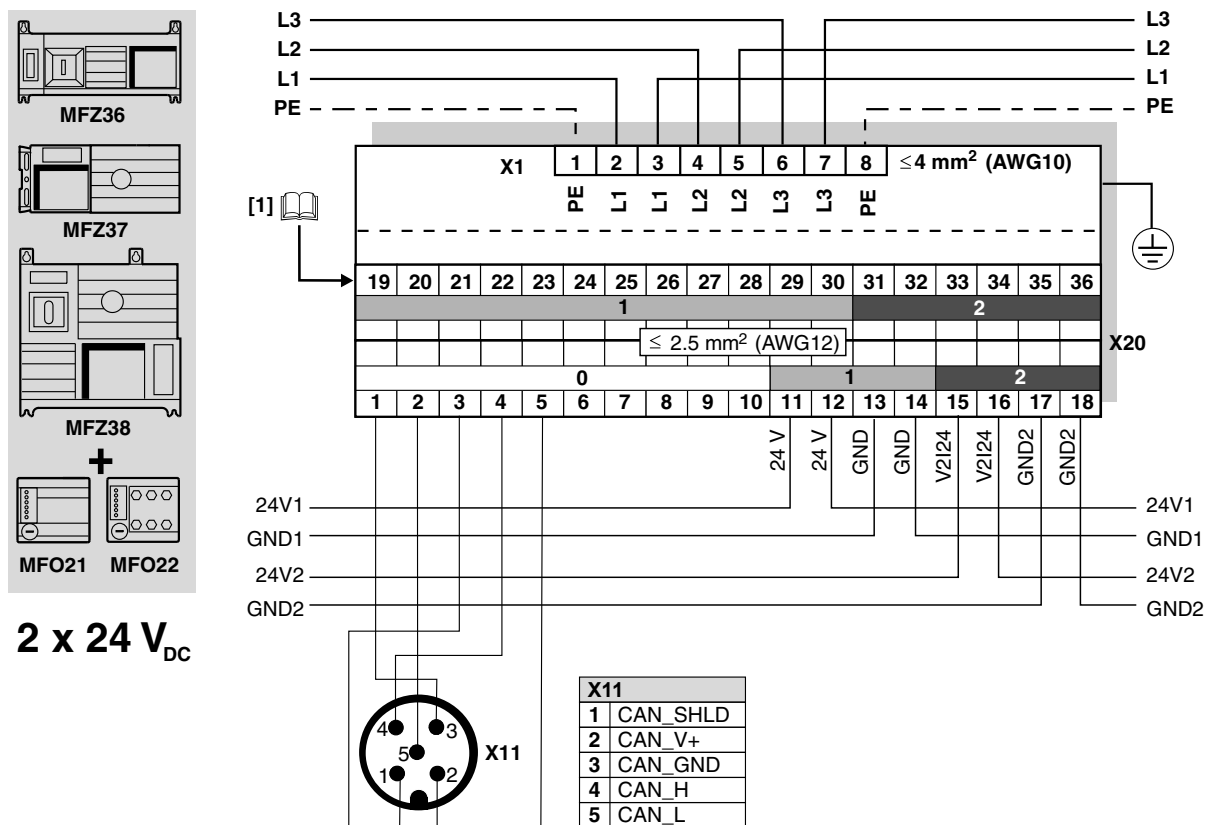 MFZ36
MFZ37
MFZ38
+
MFO21 MFO22
2 x 24 V_DC
L3 L3
L2 L2
L1 L1
PE PE
X1 1 2 3 4 5 6 7 8 ≤4 mm² (AWG10)
PE L1 L1 L2 L2 L3 L3 PE
[1]
19 20 21 22 23 24 25 26 27 28 29 30 31 32 33 34 35 36
1 2
≤ 2.5 mm² (AWG12) X20
0 1 2
1 2 3 4 5 6 7 8 9 10 11 12 13 14 15 16 17 18
24 V 24 V GND GND V2I24 V2I24 GND2 GND2
24V1 24V1
GND1 GND1
24V2 24V2
GND2 GND2
4 3
5 X11
1 2
X11
1 CAN_SHLD
2 CAN_V+
3 CAN_GND
4 CAN_H
5 CAN_L